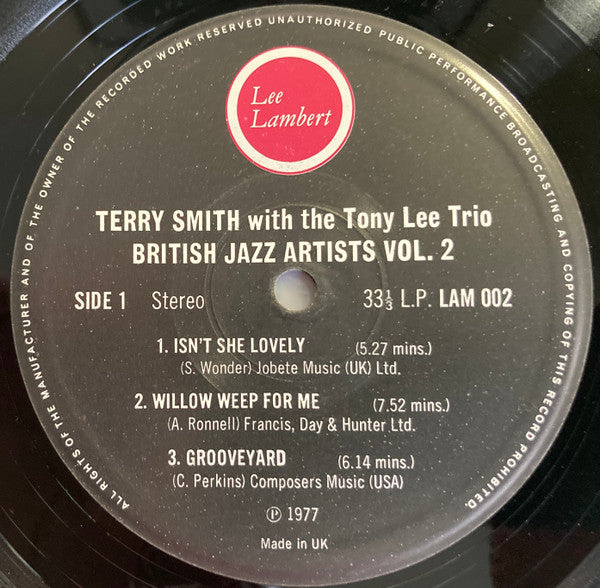 ALL RIGHTS OF THE MANUFACTURER AND OF THE OWNER OF THE RECORDED WORK RESERVED UNAUTHORIZED PUBLIC PERFORMANCE BROADCASTING AND COPYING OF THIS RECORD PROHIBITED.
Lee
Lambert
TERRY SMITH with the Tony Lee Trio
BRITISH JAZZ ARTISTS VOL. 2
SIDE 1 Stereo 33⅓ L.P. LAM 002
1. ISN'T SHE LOVELY (5.27 mins.)
(S. Wonder) Jobete Music (UK) Ltd.
2. WILLOW WEEP FOR ME (7.52 mins.)
(A. Ronnell) Francis, Day & Hunter Ltd.
3. GROOVEYARD (6.14 mins.)
(C. Perkins) Composers Music (USA)
℗ 1977
Made in UK